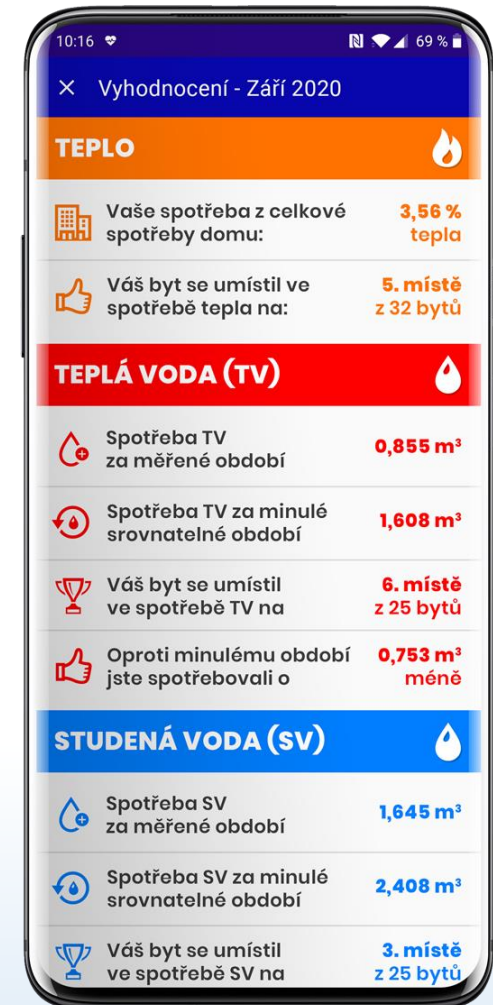 10:16 69 %
× Vyhodnocení - Září 2020
TEPLO
Vaše spotřeba z celkové 3,56 %
spotřeby domu: tepla
Váš byt se umístil ve 5. místě
spotřebě tepla na: z 32 bytů
TEPLÁ VODA (TV)
Spotřeba TV
za měřené období 0,855 m³
Spotřeba TV za minulé
srovnatelné období 1,608 m³
Váš byt se umístil 6. místě
ve spotřebě TV na z 25 bytů
Oproti minulému období 0,753 m³
jste spotřebovali o méně
STUDENÁ VODA (SV)
Spotřeba SV
za měřené období 1,645 m³
Spotřeba SV za minulé
srovnatelné období 2,408 m³
Váš byt se umístil 3. místě
ve spotřebě SV na z 25 bytů